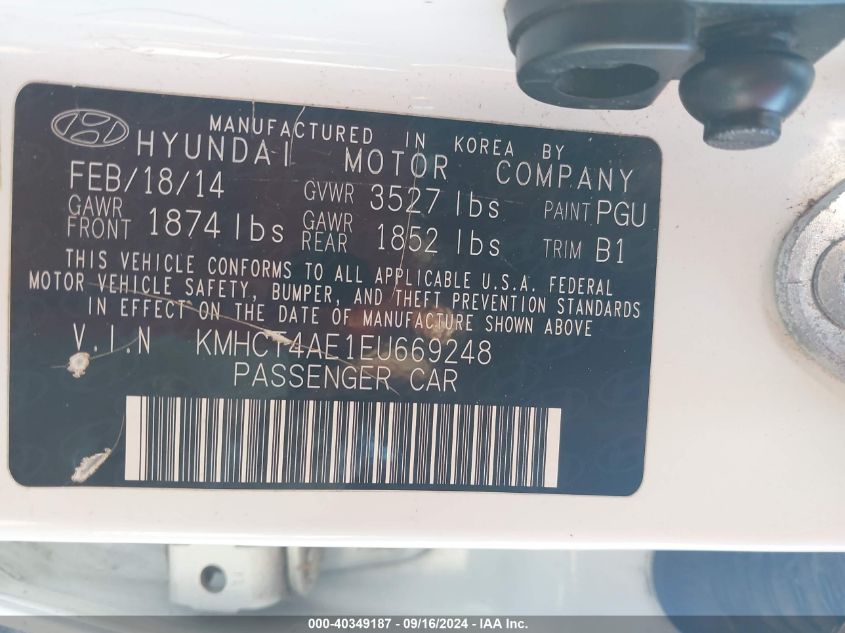 MANUFACTURED IN KOREA BY
HYUNDAI MOTOR COMPANY
FEB/18/14 GVWR 3527 lbs PAINT PGU
GAWR FRONT 1874 lbs GAWR REAR 1852 lbs TRIM B1
THIS VEHICLE CONFORMS TO ALL APPLICABLE U.S.A. FEDERAL
MOTOR VEHICLE SAFETY, BUMPER, AND THEFT PREVENTION STANDARDS
IN EFFECT ON THE DATE OF MANUFACTURE SHOWN ABOVE
V.I.N KMHCT4AE1EU669248
PASSENGER CAR
000-40349187 - 09/16/2024 - IAA Inc.